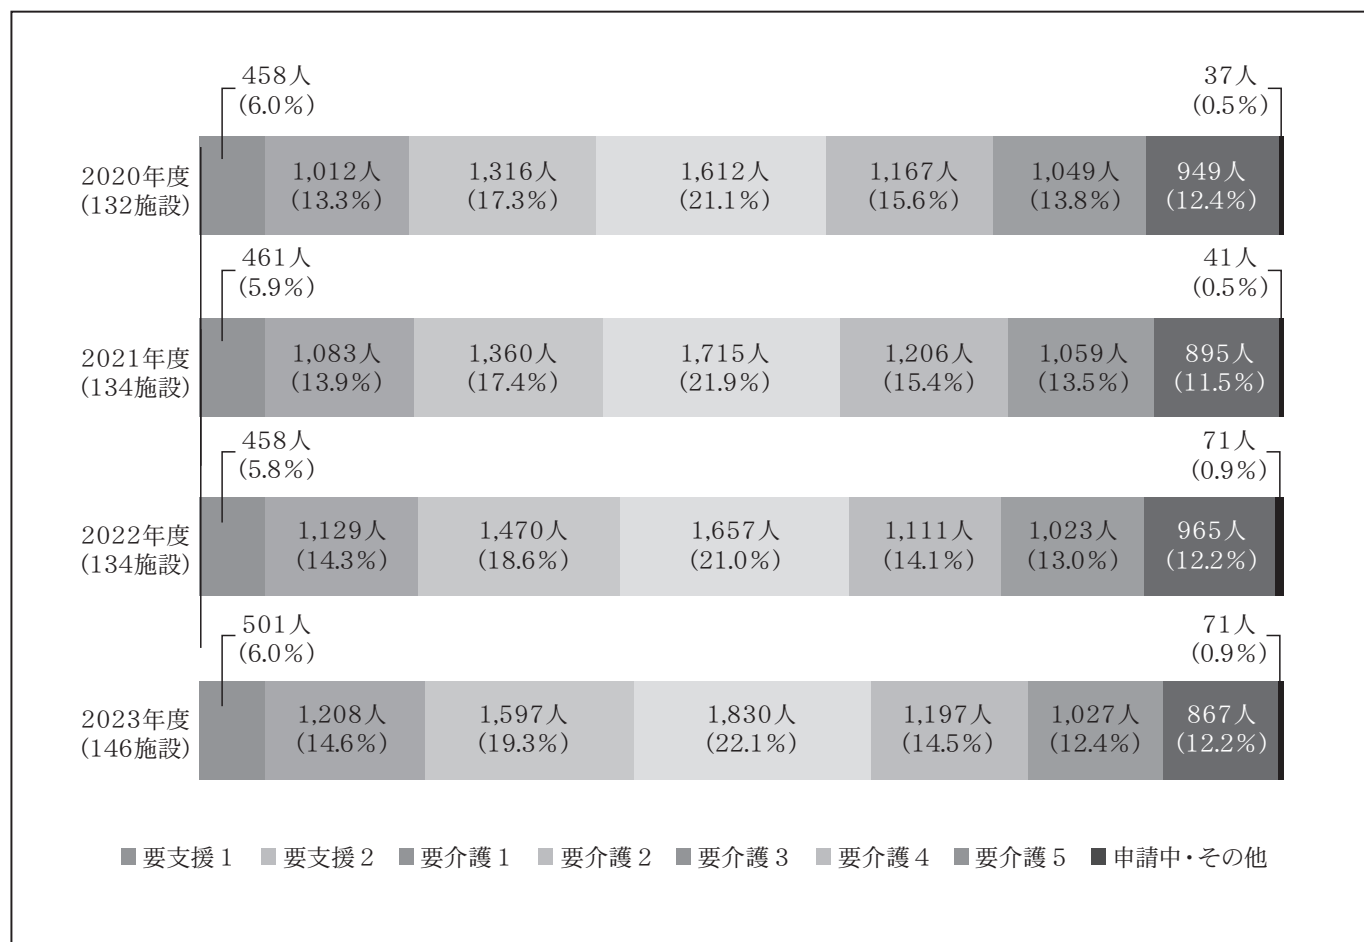 458人
(6.0%)
37人
(0.5%)
2020年度
(132施設)
1,012人
(13.3%)
1,316人
(17.3%)
1,612人
(21.1%)
1,167人
(15.6%)
1,049人
(13.8%)
949人
(12.4%)
461人
(5.9%)
41人
(0.5%)
2021年度
(134施設)
1,083人
(13.9%)
1,360人
(17.4%)
1,715人
(21.9%)
1,206人
(15.4%)
1,059人
(13.5%)
895人
(11.5%)
458人
(5.8%)
71人
(0.9%)
2022年度
(134施設)
1,129人
(14.3%)
1,470人
(18.6%)
1,657人
(21.0%)
1,111人
(14.1%)
1,023人
(13.0%)
965人
(12.2%)
501人
(6.0%)
71人
(0.9%)
2023年度
(146施設)
1,208人
(14.6%)
1,597人
(19.3%)
1,830人
(22.1%)
1,197人
(14.5%)
1,027人
(12.4%)
867人
(12.2%)
要支援1 要支援2 要介護1 要介護2 要介護3 要介護4 要介護5 申請中・その他